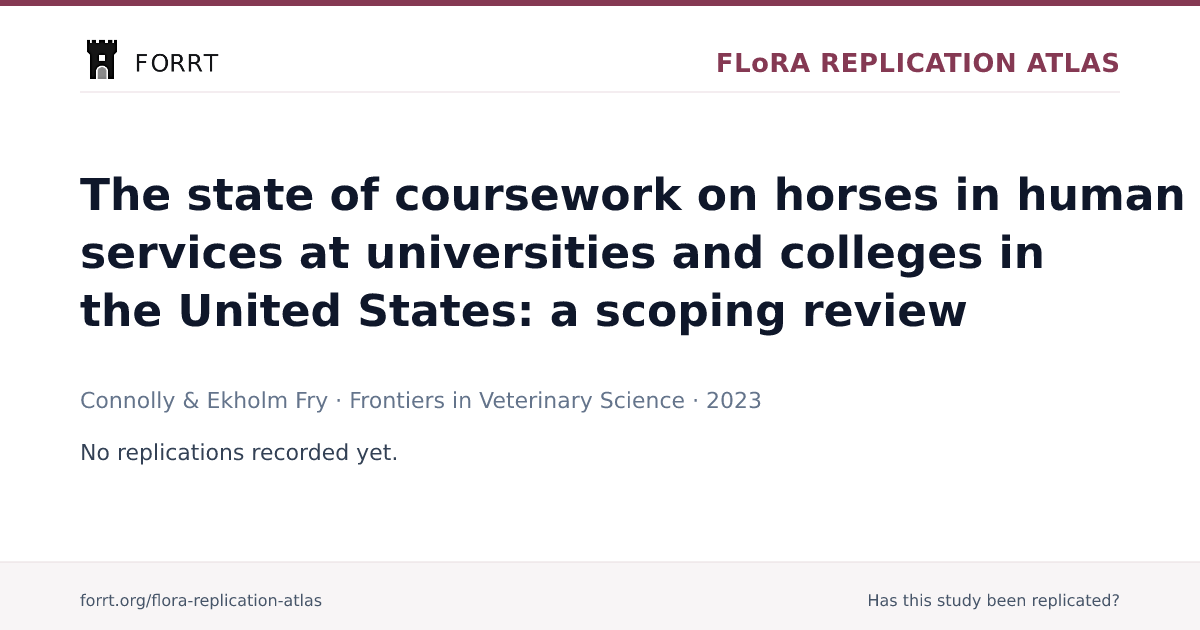 FORRT
FLoRA REPLICATION ATLAS
The state of coursework on horses in human
services at universities and colleges in
the United States: a scoping review
Connolly & Ekholm Fry · Frontiers in Veterinary Science · 2023
No replications recorded yet.
forrt.org/flora-replication-atlas
Has this study been replicated?